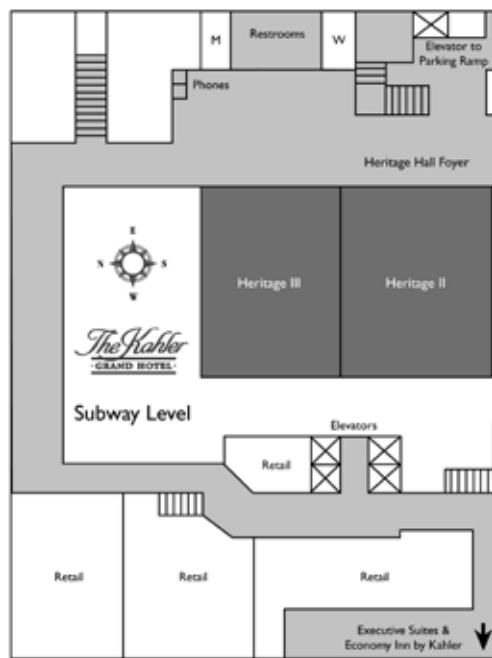 M
Restrooms
W
Elevator to
Parking Ramp
Phones
Heritage Hall Foyer
E
N
S
W
Heritage III
Heritage II
The Kahler
GRAND HOTEL
Subway Level
Elevators
Retail
Retail
Retail
Retail
Executive Suites &
Economy Inn by Kahler